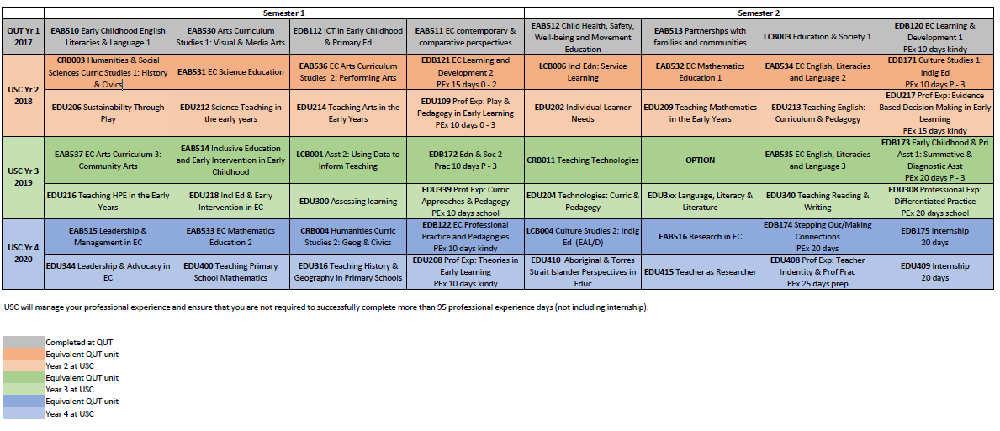 Semester 1
Semester 2
QUT Yr 1
2017
EAB510 Early Childhood English
Literacies & Language 1
EAB530 Arts Curriculum
Studies 1: Visual & Media Arts
EDB112 ICT in Early Childhood
& Primary Ed
EAB511 EC contemporary &
comparative perspectives
EAB512 Child Health, Safety,
Well-being and Movement
Education
EAB513 Partnershps with
families and communities
LCB003 Education & Society 1
EDB120 EC Learning &
Development 1
PEx 10 days kindy
USC Yr 2
2018
CRB003 Humanities & Social
Sciences Curric Studies 1: History
& Civics
EAB531 EC Science Education
EAB536 EC Arts Curriculum
Studies 2: Performing Arts
EDB121 EC Learning and
Development 2
PEx 15 days 0 - 2
LCB006 Incl Edn: Service
Learning
EAB532 EC Mathematics
Education 1
EAB534 EC English, Literacies
and Language 2
EDB171 Culture Studies 1:
Indig Ed
PEx 10 days P - 3
EDU206 Sustainability Through
Play
EDU212 Science Teaching in
the early years
EDU214 Teaching Arts in the
Early Years
EDU109 Prof Exp: Play &
Pedagogy in Early Learning
PEx 10 days 0 - 3
EDU202 Individual Learner
Needs
EDU209 Teaching Mathematics
in the Early Years
EDU213 Teaching English:
Curriculum & Pedagogy
EDU217 Prof Exp: Evidence
Based Decision Making in Early
Learning
PEx 15 days kindy
USC Yr 3
2019
EAB537 EC Arts Curriculum 3:
Community Arts
EAB514 Inclusive Education
and Early Intervention in Early
Childhood
LCB001 Asst 2: Using Data to
Inform Teaching
EDB172 Edn & Soc 2
Prac 10 days P - 3
CRB011 Teaching Technologies
OPTION
EAB535 EC English, Literacies
and Language 3
EDB173 Early Childhood & Pri
Asst 1: Summative &
Diagnostic Asst
PEx 20 days P - 3
EDU216 Teaching HPE in the Early
Years
EDU218 Incl Ed & Early
Intervention in EC
EDU300 Assessing learning
EDU339 Prof Exp: Curric
Approaches & Pedagogy
PEx 10 days school
EDU204 Technologies: Curric &
Pedagogy
EDU3xx Language, Literacy &
Literature
EDU340 Teaching Reading &
Writing
EDU308 Professional Exp:
Differentiated Practice
PEx 20 days school
USC Yr 4
2020
EAB515 Leadership &
Management in EC
EAB533 EC Mathematics
Education 2
CRB004 Humanities Curric
Studies 2: Geog & Civics
EDB122 EC Professional
Practice and Pedagogies
PEx 10 days kindy
LCB004 Culture Studies 2: Indig
Ed (EAL/D)
EAB516 Research in EC
EDB174 Stepping Out/Making
Connections
PEx 20 days
EDB175 Internship
20 days
EDU344 Leadership & Advocacy in
EC
EDU400 Teaching Primary
School Mathematics
EDU316 Teaching History &
Geography in Primary Schools
EDU208 Prof Exp: Theories in
Early Learning
PEx 10 days kindy
EDU410 Aboriginal & Torres
Strait Islander Perspectives in
Educ
EDU415 Teacher as Researcher
EDU408 Prof Exp: Teacher
Indentity & Prof Prac
PEx 25 days prep
EDU409 Internship
20 days
USC will manage your professional experience and ensure that you are not required to successfully complete more than 95 professional experience days (not including internship).
Completed at QUT
Equivalent QUT unit
Year 2 at USC
Equivalent QUT unit
Year 3 at USC
Equivalent QUT unit
Year 4 at USC